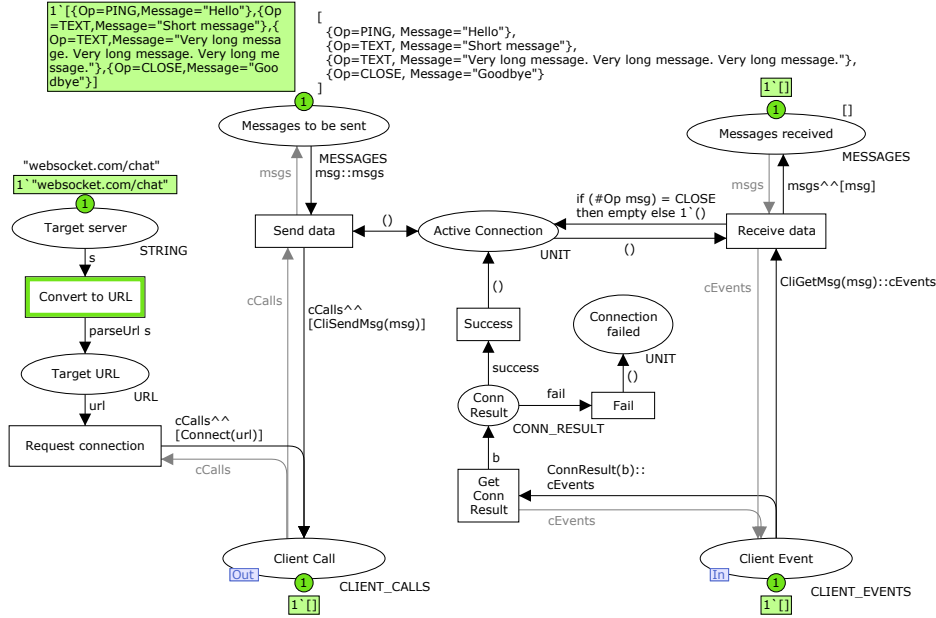 1`[{Op=PING,Message="Hello"},{Op
=TEXT,Message="Short message"},{
Op=TEXT,Message="Very long messa
ge. Very long message. Very long me
ssage."},{Op=CLOSE,Message="Goo
dbye"}]
[
{Op=PING, Message="Hello"},
{Op=TEXT, Message="Short message"},
{Op=TEXT, Message="Very long message. Very long message. Very long message."},
{Op=CLOSE, Message="Goodbye"}
]
1
Messages to be sent
MESSAGES
msgs
msg::msgs
1`[]
1
[]
Messages received
MESSAGES
msgs
msgs^^[msg]
"websocket.com/chat"
1`"websocket.com/chat"
1
Target server
STRING
s
Convert to URL
parseUrl s
Target URL
URL
url
Request connection
cCalls^^
[Connect(url)]
cCalls
Send data
()
Active Connection
UNIT
if (#Op msg) = CLOSE
then empty else 1`()
()
Receive data
cCalls
cCalls^^
[CliSendMsg(msg)]
()
Success
success
Connection
failed
UNIT
()
Conn
Result
CONN_RESULT
fail
Fail
b
Get
Conn
Result
ConnResult(b)::
cEvents
cEvents
cEvents
CliGetMsg(msg)::cEvents
Client Call
Out
CLIENT_CALLS
1
1`[]
Client Event
In
CLIENT_EVENTS
1
1`[]